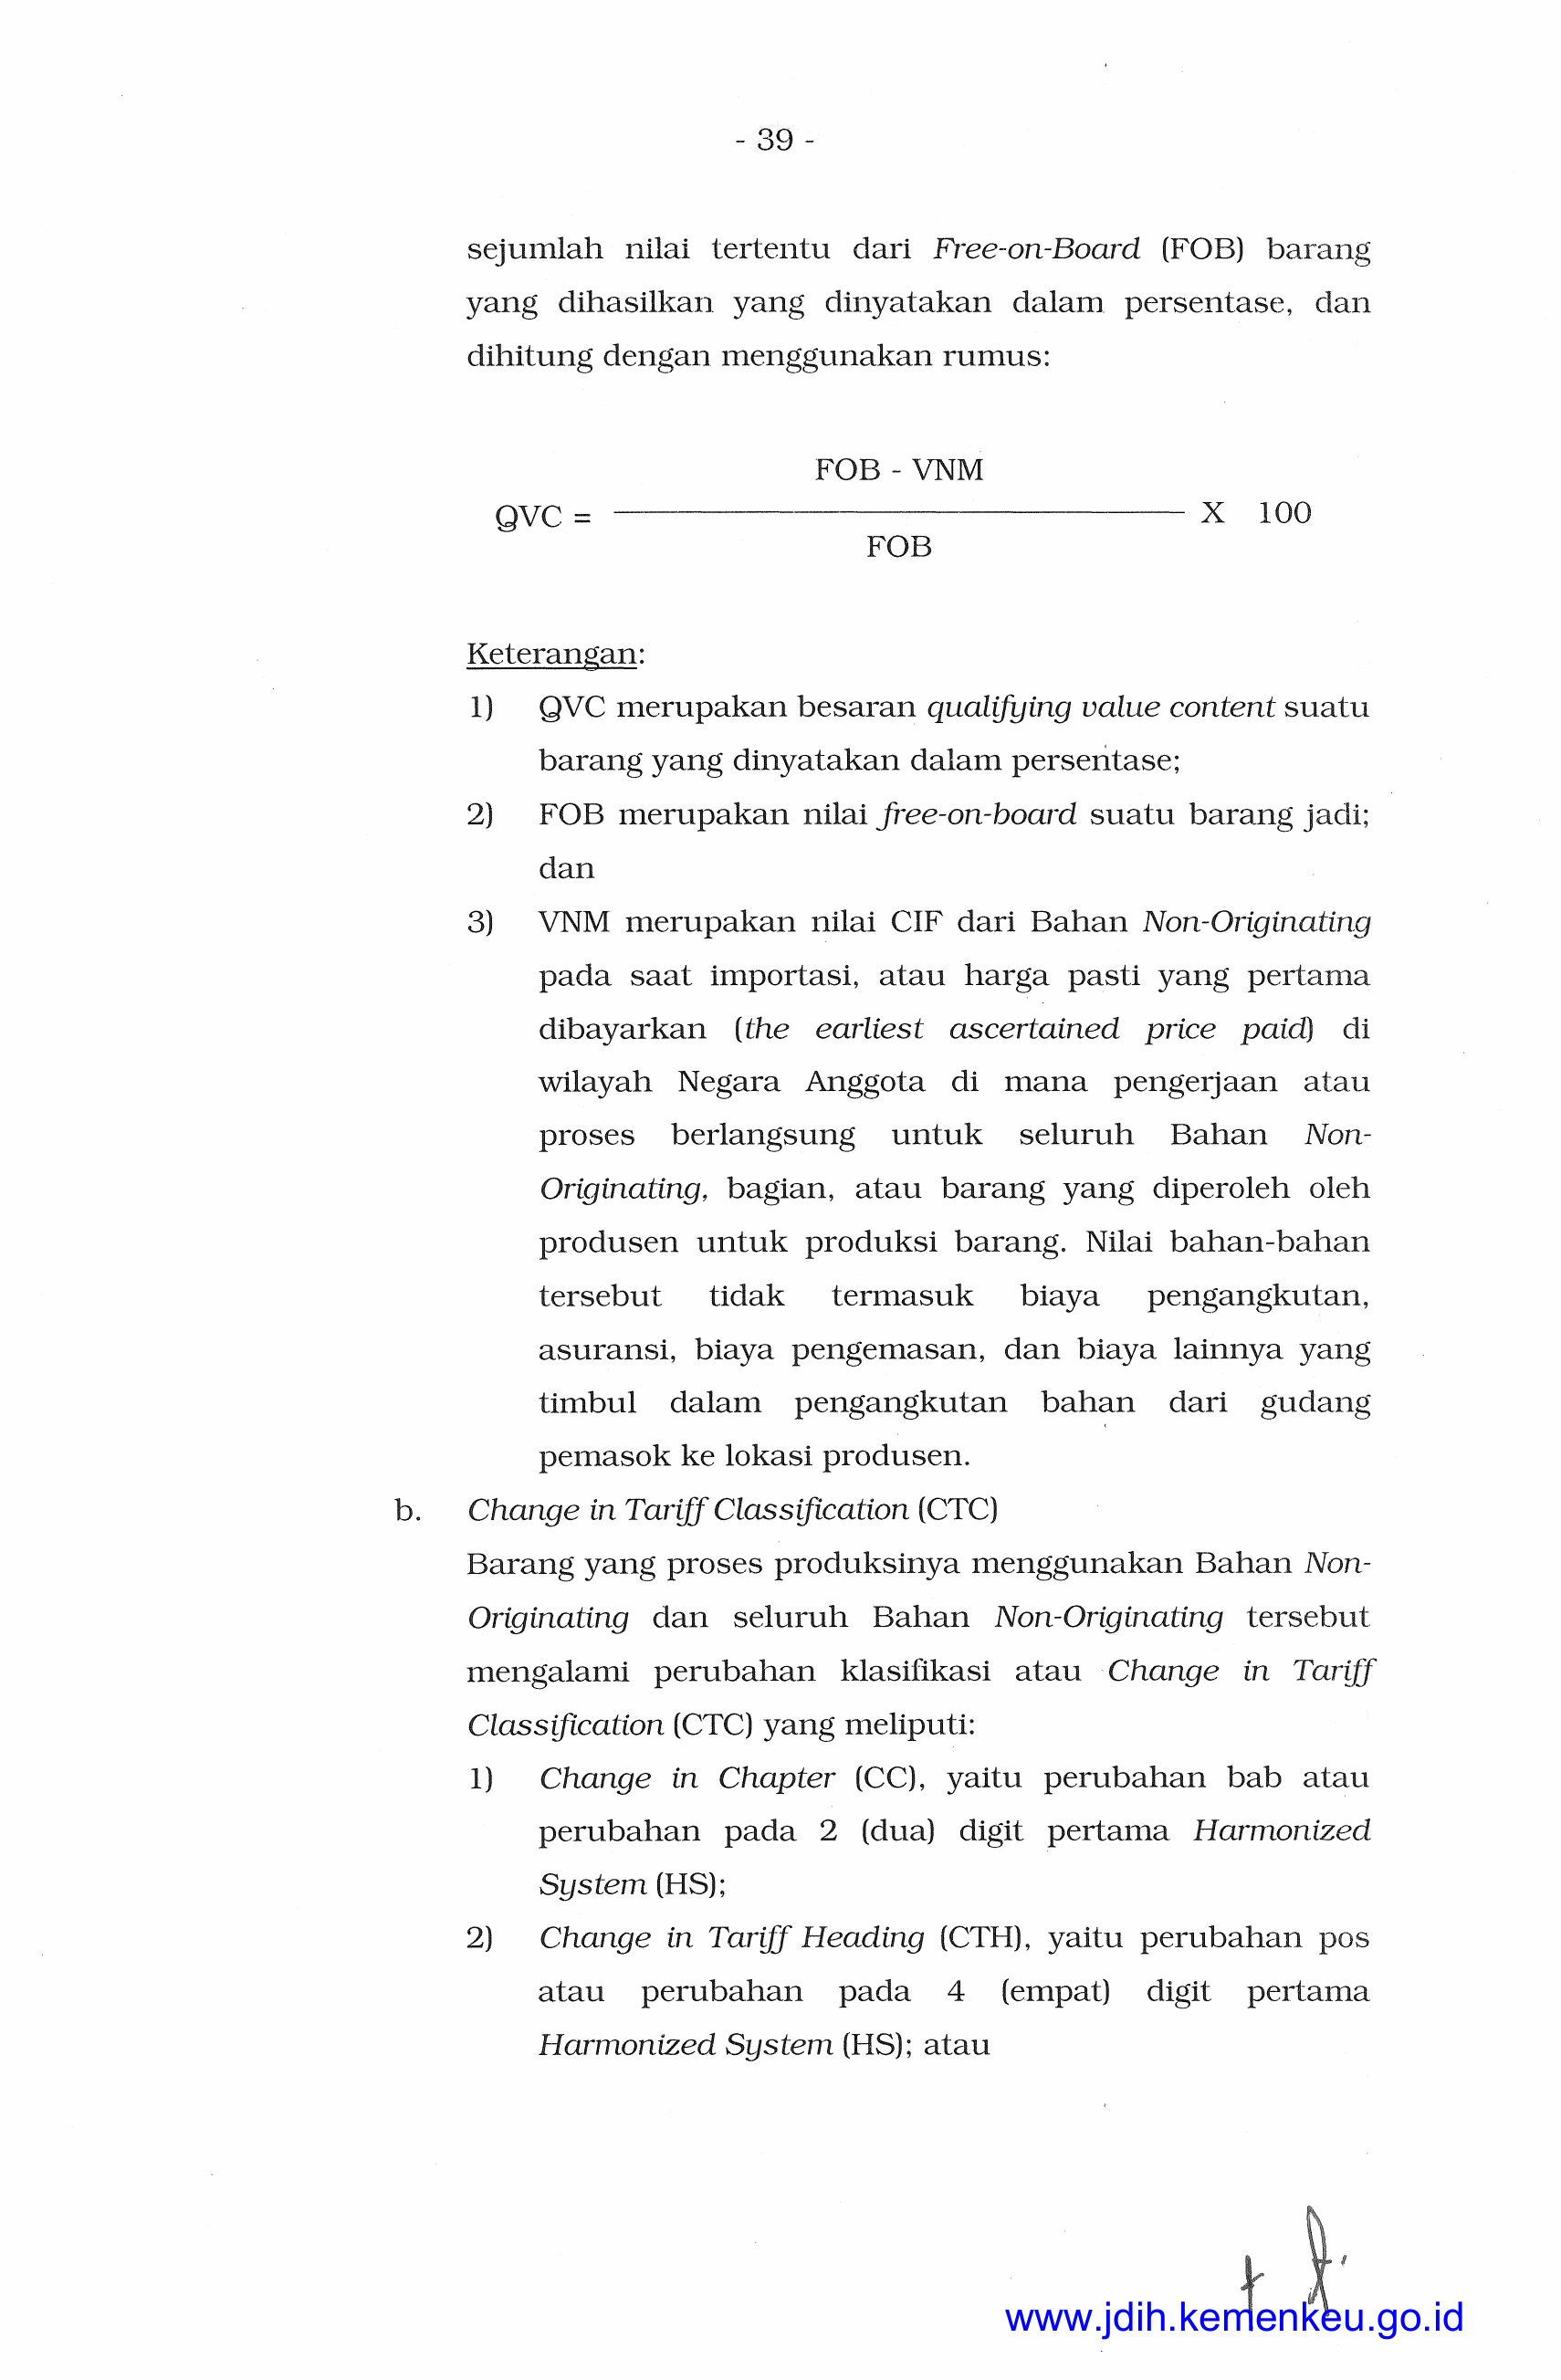 - 39 -
sejumlah nilai tertentu dari Free-on-Board (FOB) barang
yang dihasilkan yang dinyatakan dalam persentase, dan
dihitung dengan menggunakan rumus:
FOB - VNM
QVC = X 100
FOB
Keterangan:
1) QVC merupakan besaran qualifying value content suatu
barang yang dinyatakan dalam persentase;
2) FOB merupakan nilai free-on-board suatu barang jadi;
dan
3) VNM merupakan nilai CIF dari Bahan Non-Originating
pada saat importasi, atau harga pasti yang pertama
dibayarkan (the earliest ascertained price paid) di
wilayah Negara Anggota di mana pengerjaan atau
proses berlangsung untuk seluruh Bahan Non-
Originating, bagian, atau barang yang diperoleh oleh
produsen untuk produksi barang. Nilai bahan-bahan
tersebut tidak termasuk biaya pengangkutan,
asuransi, biaya pengemasan, dan biaya lainnya yang
timbul dalam pengangkutan bahan dari gudang
pemasok ke lokasi produsen.
b. Change in Tariff Classification (CTC)
Barang yang proses produksinya menggunakan Bahan Non-
Originating dan seluruh Bahan Non-Originating tersebut
mengalami perubahan klasifikasi atau Change in Tariff
Classification (CTC) yang meliputi:
1) Change in Chapter (CC), yaitu perubahan bab atau
perubahan pada 2 (dua) digit pertama Harmonized
System (HS);
2) Change in Tariff Heading (CTH), yaitu perubahan pos
atau perubahan pada 4 (empat) digit pertama
Harmonized System (HS); atau
www.jdih.kemenkeu.go.id